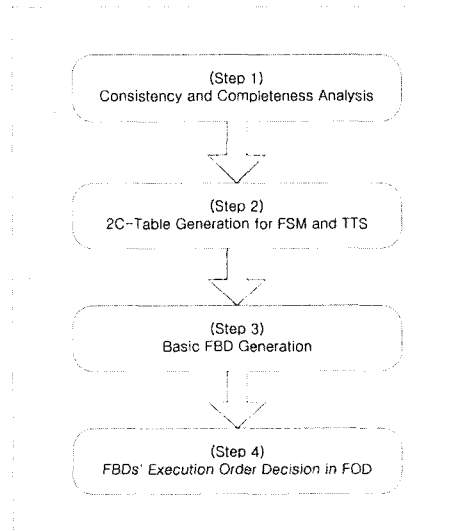 (Step 1)
Consistency and Completeness Analysis
(Step 2)
2C-Table Generation for FSM and TTS
(Step 3)
Basic FBD Generation
(Step 4)
FBDs' Execution Order Decision in FOD